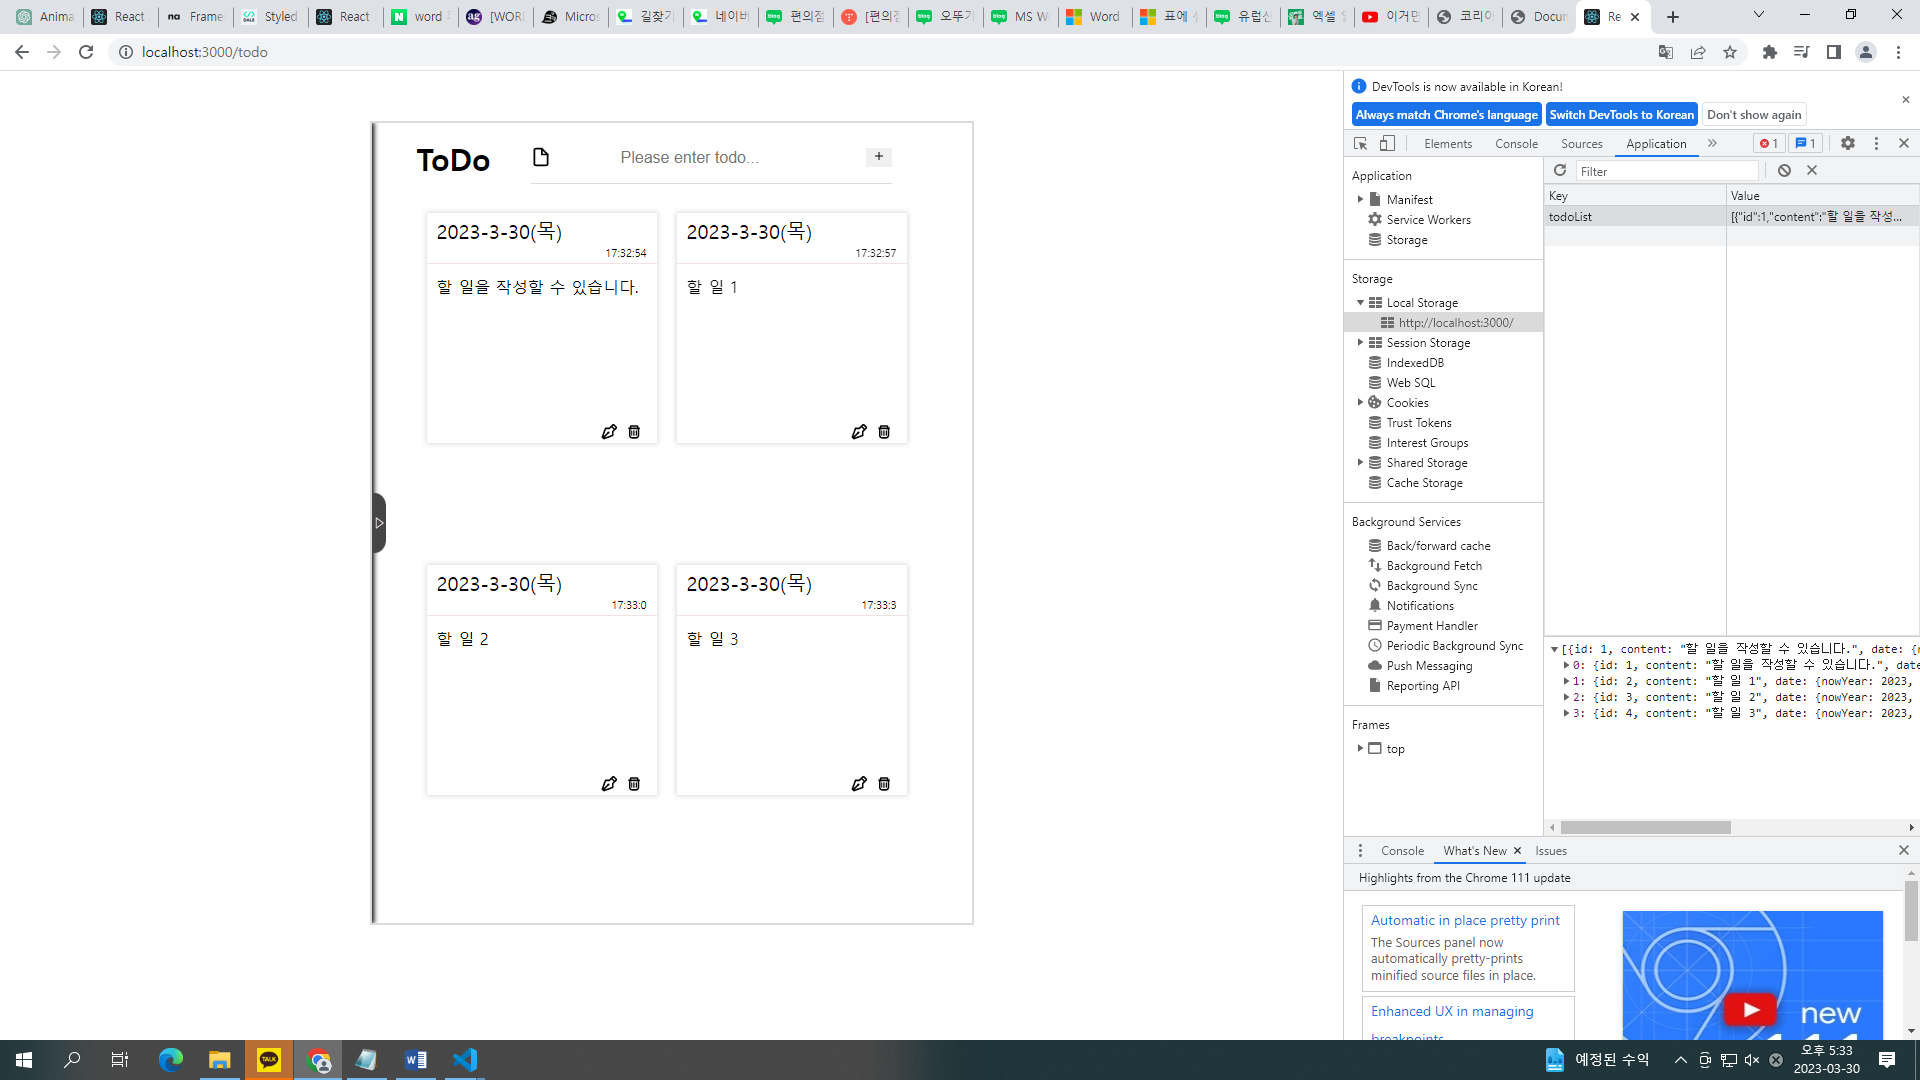 Anima
React
na Frame
Styled
React
word
[WORD
Micros
길찾기
네이버
편의점
[편의점
오뚜기
MS W
Word
표에
유럽신
엑셀
이거면
코리아
Docum
Re
localhost:3000/todo
ToDo
Please enter todo...
+
2023-3-30(목)
17:32:54
할 일을 작성할 수 있습니다.
2023-3-30(목)
17:32:57
할 일 1
2023-3-30(목)
17:33:0
할 일 2
2023-3-30(목)
17:33:3
할 일 3
DevTools is now available in Korean!
Always match Chrome's language
Switch DevTools to Korean
Don't show again
Elements
Console
Sources
Application
1
1
Application
Manifest
Service Workers
Storage
Storage
Local Storage
http://localhost:3000/
Session Storage
IndexedDB
Web SQL
Cookies
Trust Tokens
Interest Groups
Shared Storage
Cache Storage
Background Services
Back/forward cache
Background Fetch
Background Sync
Notifications
Payment Handler
Periodic Background Sync
Push Messaging
Reporting API
Frames
top
Filter
Key Value
todoList [{"id":1,"content":"할 일을 작성...
[{id: 1, content: "할 일을 작성할 수 있습니다.", date: {n
0: {id: 1, content: "할 일을 작성할 수 있습니다.", date
1: {id: 2, content: "할 일 1", date: {nowYear: 2023,
2: {id: 3, content: "할 일 2", date: {nowYear: 2023,
3: {id: 4, content: "할 일 3", date: {nowYear: 2023,
Console
What's New
Issues
Highlights from the Chrome 111 update
Automatic in place pretty print
The Sources panel now
automatically pretty-prints
minified source files in place.
Enhanced UX in managing
breakpoints
new
TALK
예정된 수익
오후 5:33
2023-03-30